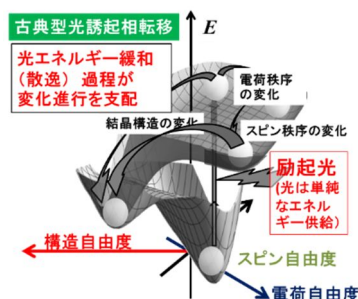 古典型光誘起相転移
E
光エネルギー緩和
（散逸）過程が
変化進行を支配
電荷秩序
の変化
結晶構造の変化
スピン秩序の変化
励起光
(光は単純
なエネル
ギー供給)
構造自由度
スピン自由度
電荷自由度